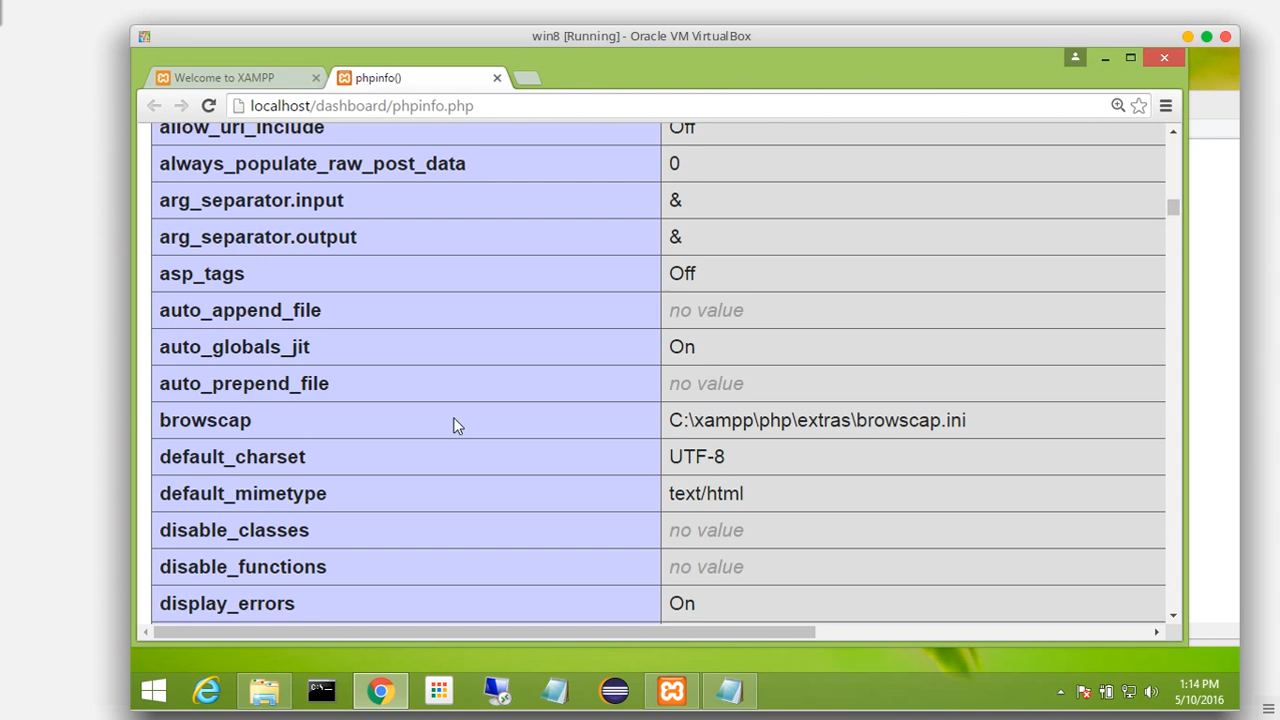 win8 [Running] - Oracle VM VirtualBox
Welcome to XAMPP
phpinfo()
localhost/dashboard/phpinfo.php
allow_url_include Off
always_populate_raw_post_data 0
arg_separator.input &
arg_separator.output &
asp_tags Off
auto_append_file no value
auto_globals_jit On
auto_prepend_file no value
browscap C:\xampp\php\extras\browscap.ini
default_charset UTF-8
default_mimetype text/html
disable_classes no value
disable_functions no value
display_errors On
C:\
1:14 PM
5/10/2016